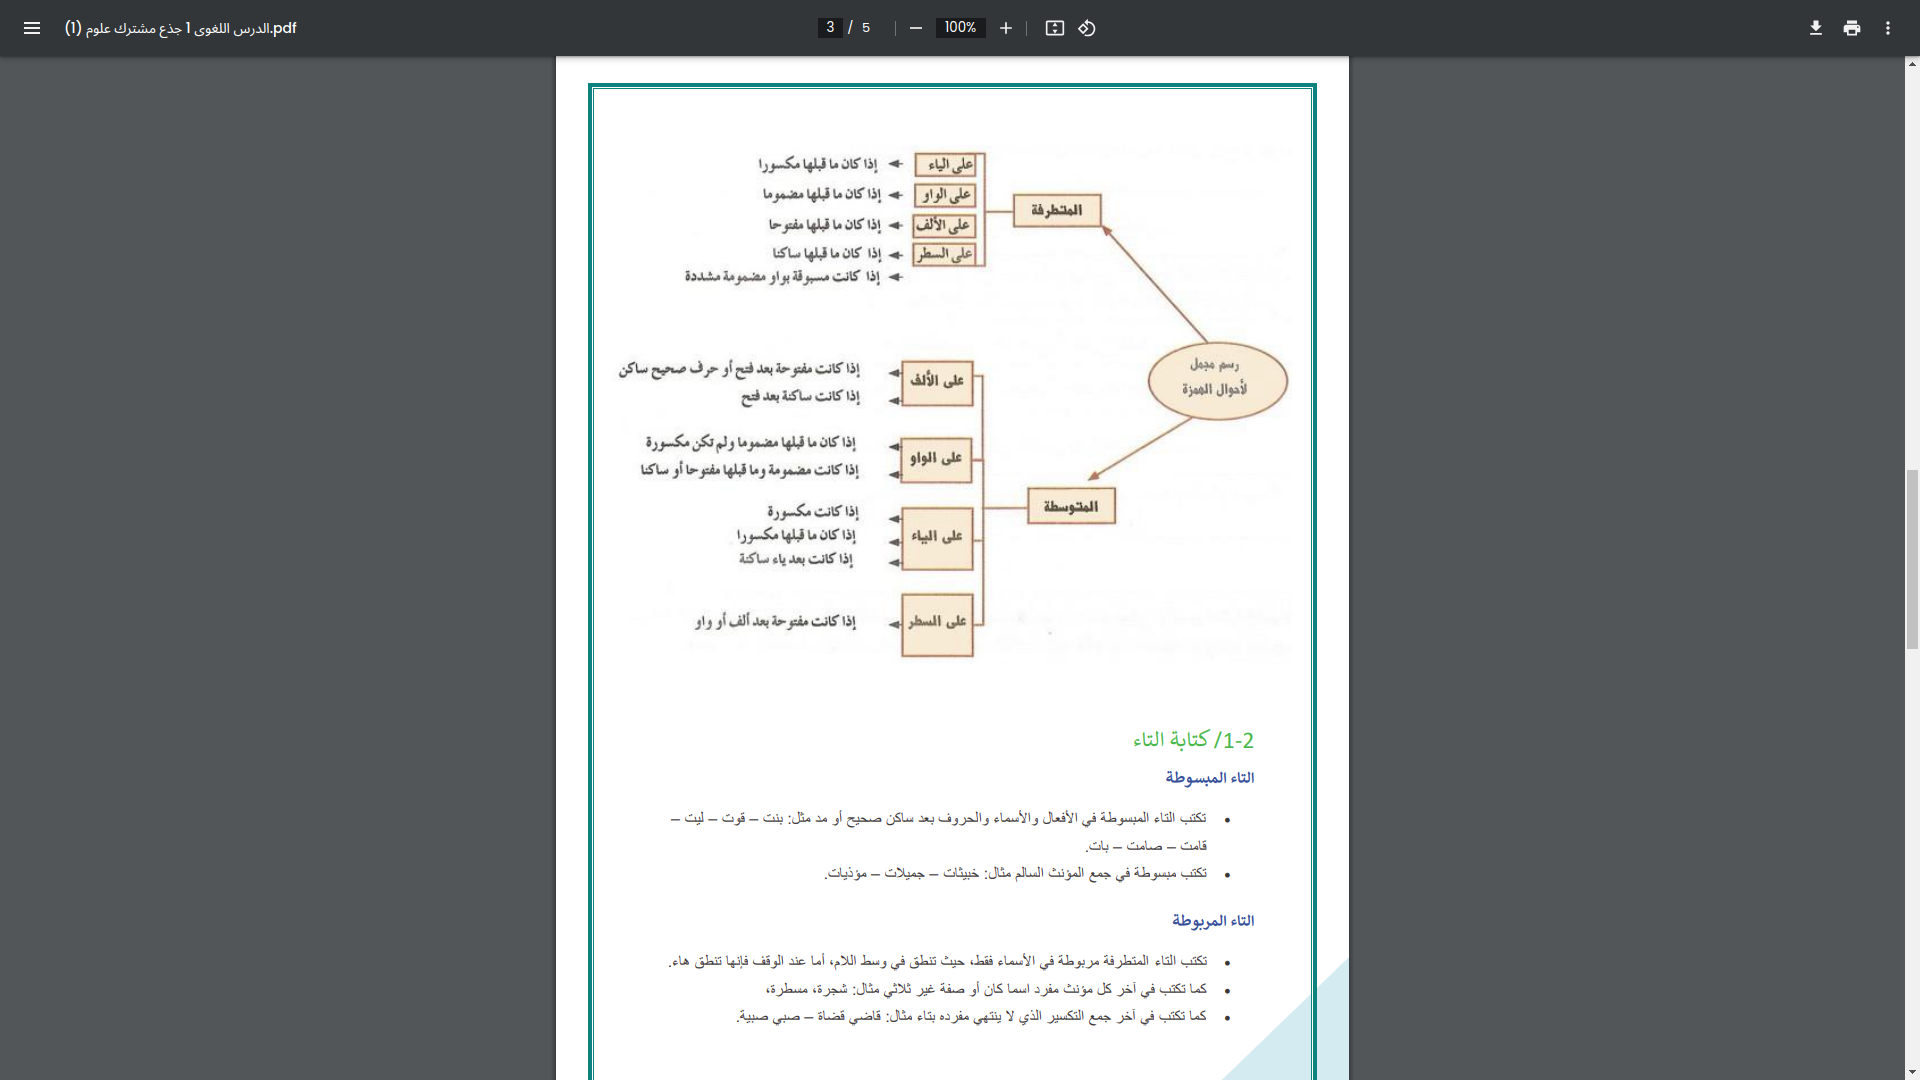 الدرس اللغوي 1 جذع مشترك علوم (1).pdf
3 / 5
100%
على الياء
إذا كان ما قبلها مكسورا
على الواو
إذا كان ما قبلها مضموما
على الألف
إذا كان ما قبلها مفتوحا
على السطر
إذا كان ما قبلها ساكنا
إذا كانت مسبوقة بواو مضمومة مشددة
المتطرفة
رسم مجمل
لأحوال الهمزة
على الألف
إذا كانت مفتوحة بعد فتح أو حرف صحيح ساكن
إذا كانت ساكنة بعد فتح
على الواو
إذا كان ما قبلها مضموما ولم تكن مكسورة
إذا كانت مضمومة وما قبلها مفتوحا أو ساكنا
المتوسطة
على الياء
إذا كانت مكسورة
إذا كان ما قبلها مكسورا
إذا كانت بعد ياء ساكنة
على السطر
إذا كانت مفتوحة بعد ألف أو واو
1-2/ كتابة التاء
التاء المبسوطة
• تكتب التاء المبسوطة في الأفعال والأسماء والحروف بعد ساكن صحيح أو مد مثل: بنت – قوت – ليت –
قامت – صامت – بات.
• تكتب مبسوطة في جمع المؤنث السالم مثال: خبيثات – جميلات – مؤذيات.
التاء المربوطة
• تكتب التاء المتطرفة مربوطة في الأسماء فقط، حيث تنطق في وسط اللام، أما عند الوقف فإنها تنطق هاء.
• كما تكتب في آخر كل مؤنث مفرد اسما كان أو صفة غير ثلاثي مثال: شجرة، مسطرة،
• كما تكتب في آخر جمع التكسير الذي لا ينتهي مفرده بتاء مثال: قاضي قضاة – صبي صبية.